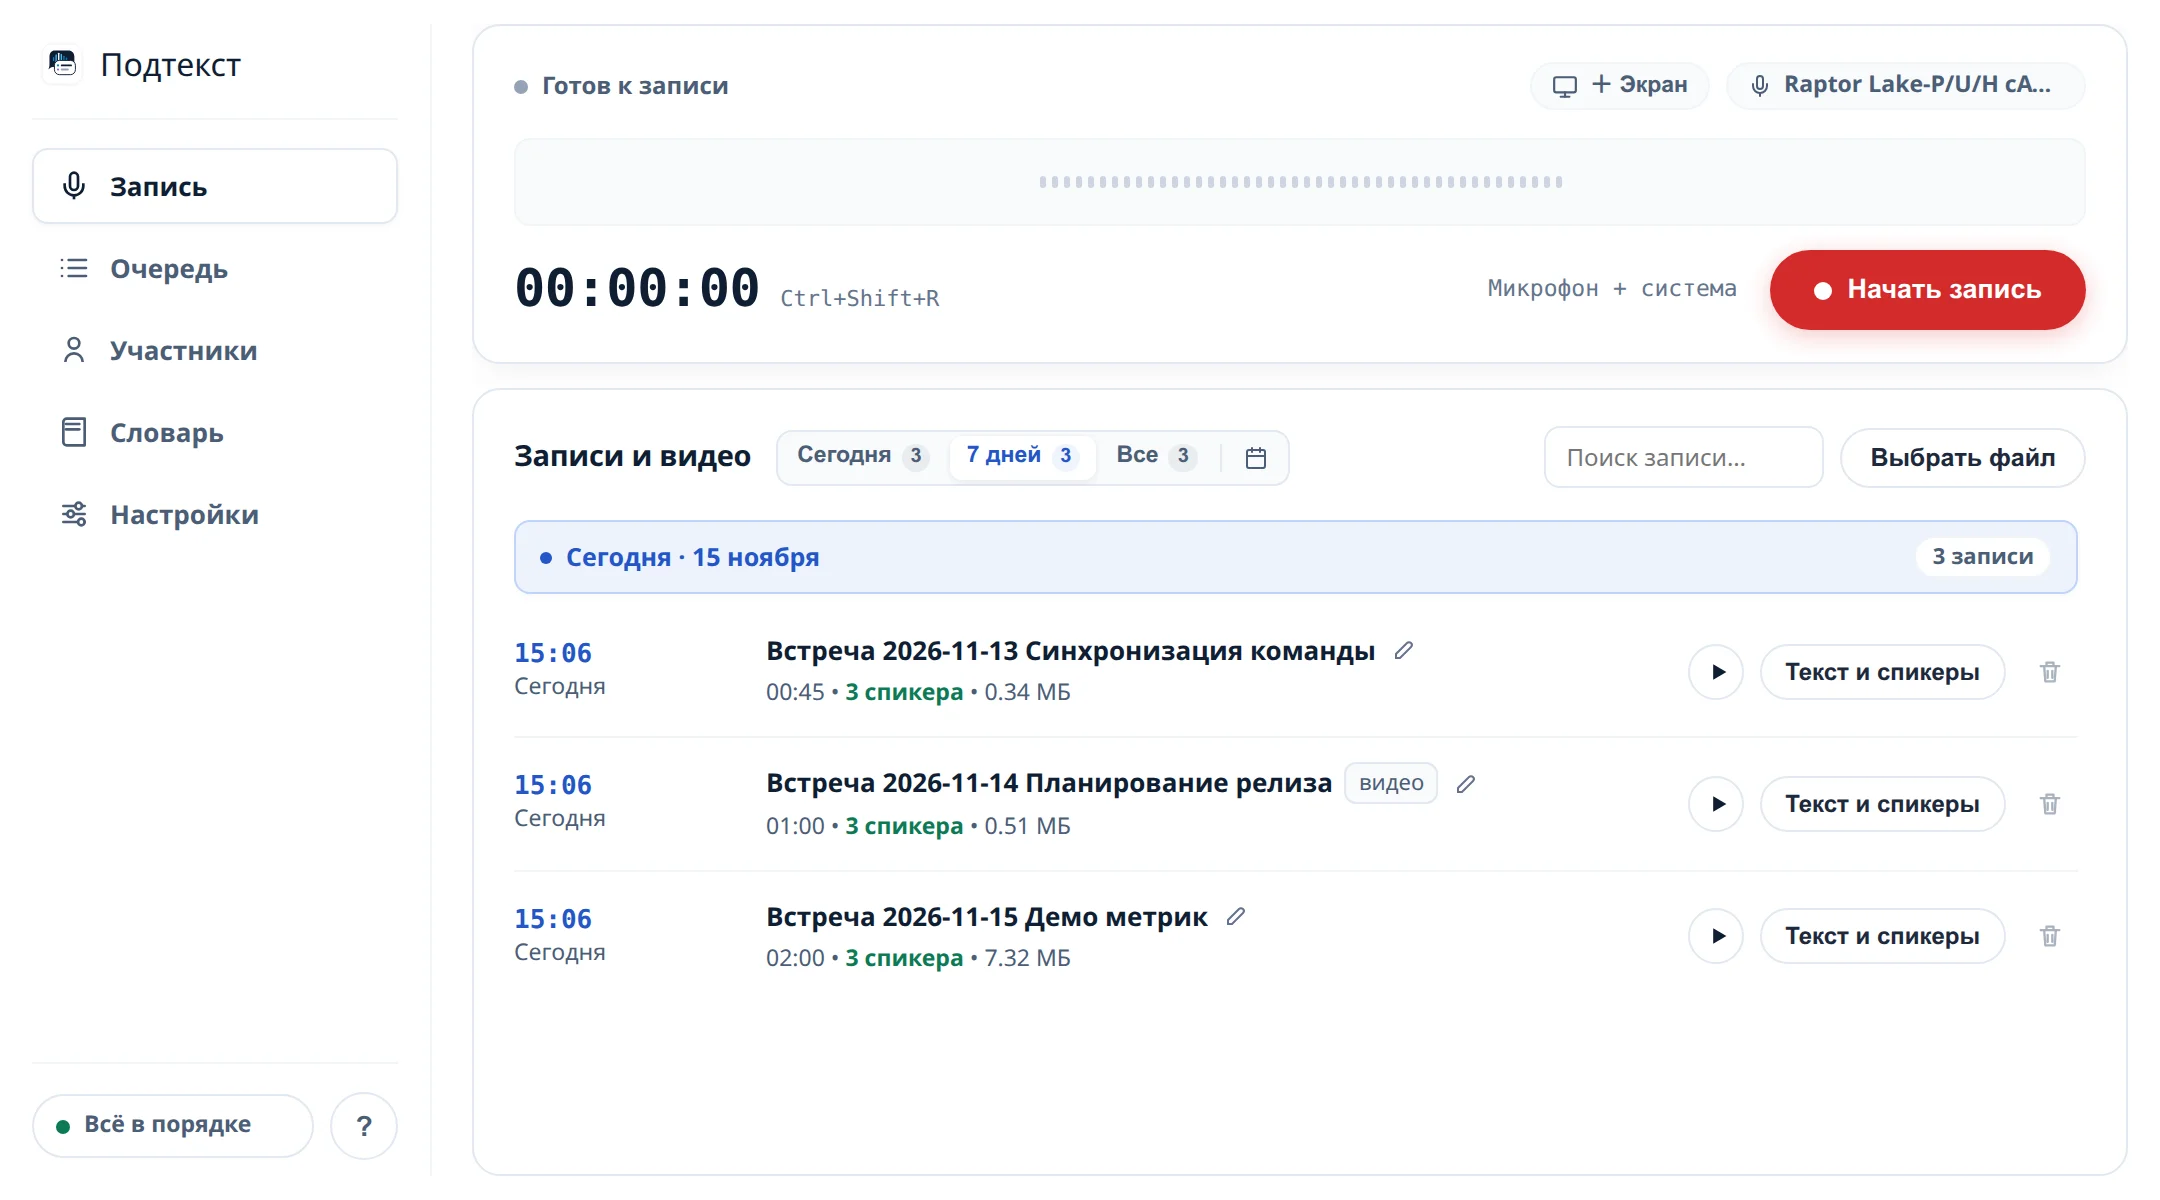 Подтекст
Запись
Очередь
Участники
Словарь
Настройки
Всё в порядке
?
Готов к записи
+ Экран
Raptor Lake-P/U/H cA...
00:00:00 Ctrl+Shift+R
Микрофон + система
Начать запись
Записи и видео
Сегодня 3
7 дней 3
Все 3
Поиск записи...
Выбрать файл
Сегодня · 15 ноября
3 записи
15:06
Сегодня
Встреча 2026-11-13 Синхронизация команды
00:45 • 3 спикера • 0.34 МБ
Текст и спикеры
15:06
Сегодня
Встреча 2026-11-14 Планирование релиза видео
01:00 • 3 спикера • 0.51 МБ
Текст и спикеры
15:06
Сегодня
Встреча 2026-11-15 Демо метрик
02:00 • 3 спикера • 7.32 МБ
Текст и спикеры